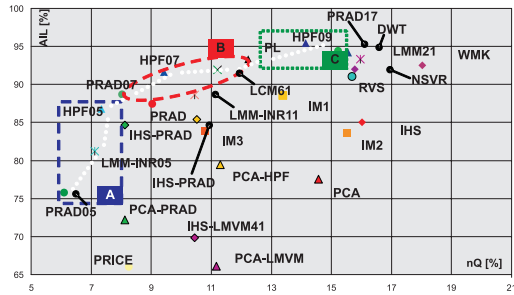 AIL [%]
100
95
90
85
80
75
70
65
5
7
9
11
13
15
17
19
21
nQ [%]
PRAD17
DWT
B
PL
HPF09
C
LMM21
WMK
HPF07
RVS
NSVR
LCM61
PRAD07
HPF05
PRAD
LMM-INR11
IM1
IHS-PRAD
IM3
IM2
IHS
LMM-INR05
IHS-PRAD
PCA-HPF
A
PCA
PRAD05
PCA-PRAD
IHS-LMVM41
PRICE
PCA-LMVM